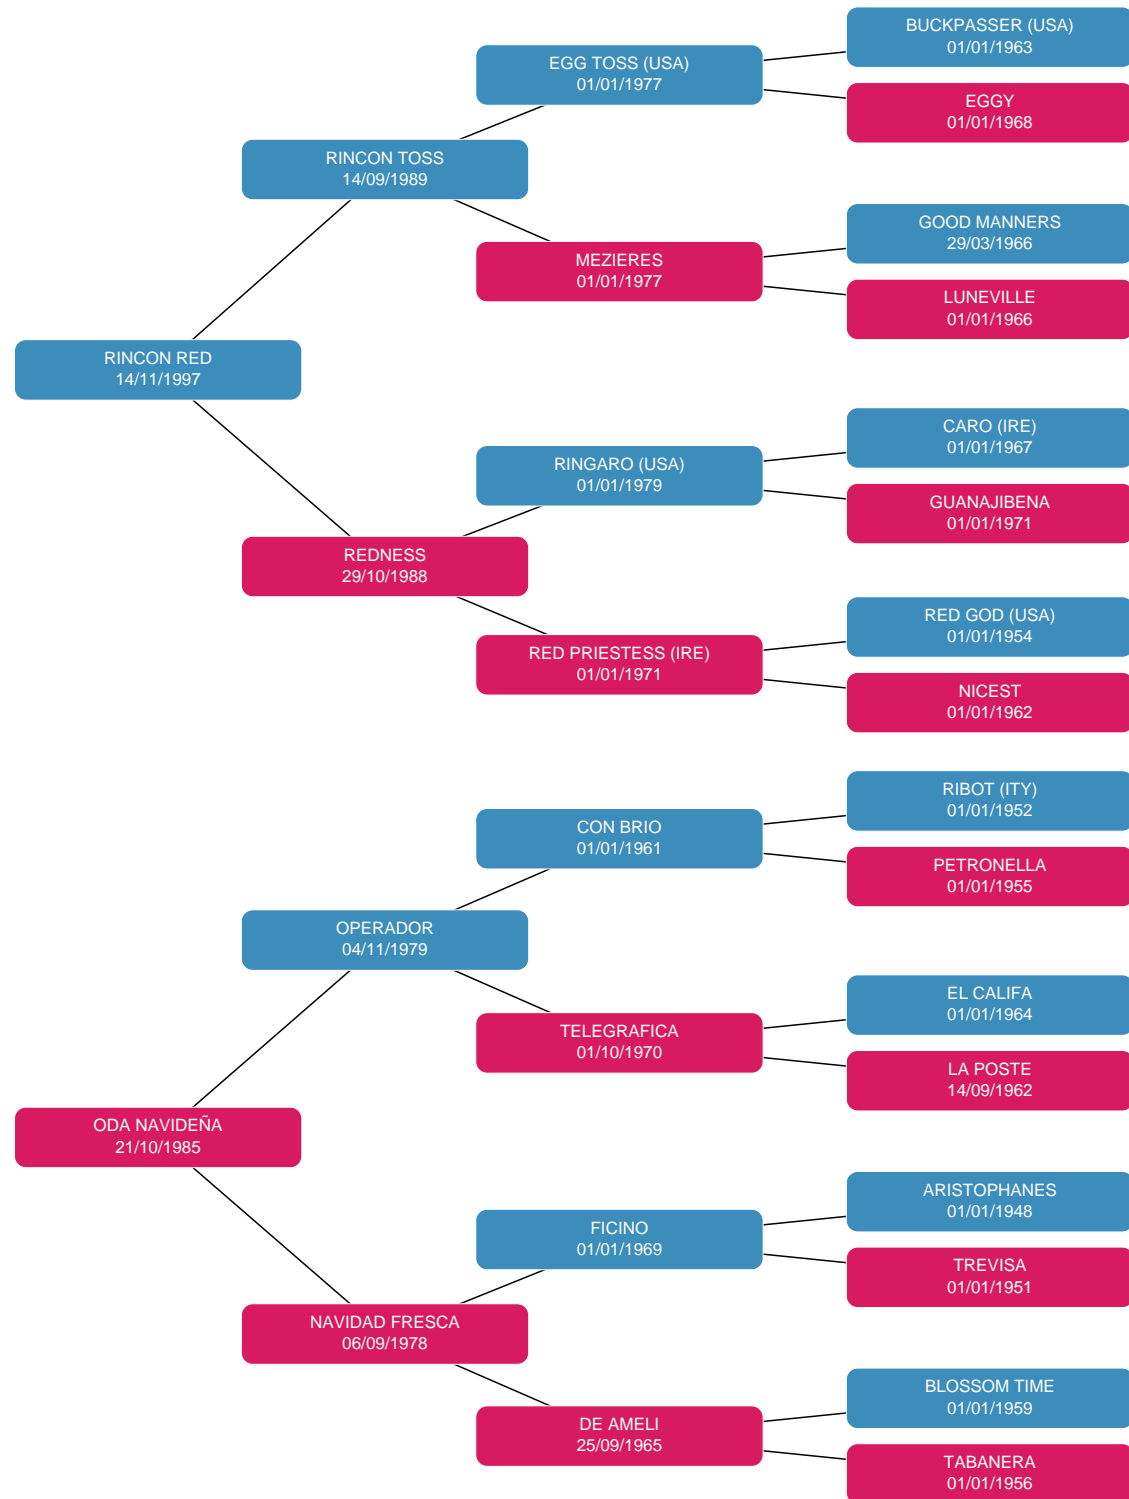 BUCKPASSER (USA)
01/01/1963
EGG TOSS (USA)
01/01/1977
EGGY
01/01/1968
RINCON TOSS
14/09/1989
GOOD MANNERS
29/03/1966
MEZIERES
01/01/1977
LUNEVILLE
01/01/1966
RINCON RED
14/11/1997
CARO (IRE)
01/01/1967
RINGARO (USA)
01/01/1979
GUANAJIBENA
01/01/1971
REDNESS
29/10/1988
RED GOD (USA)
01/01/1954
RED PRIESTESS (IRE)
01/01/1971
NICEST
01/01/1962
RIBOT (ITY)
01/01/1952
CON BRIO
01/01/1961
PETRONELLA
01/01/1955
OPERADOR
04/11/1979
EL CALIFA
01/01/1964
TELEGRAFICA
01/10/1970
LA POSTE
14/09/1962
ODA NAVIDEÑA
21/10/1985
ARISTOPHANES
01/01/1948
FICINO
01/01/1969
TREVISA
01/01/1951
NAVIDAD FRESCA
06/09/1978
BLOSSOM TIME
01/01/1959
DE AMELI
25/09/1965
TABANERA
01/01/1956